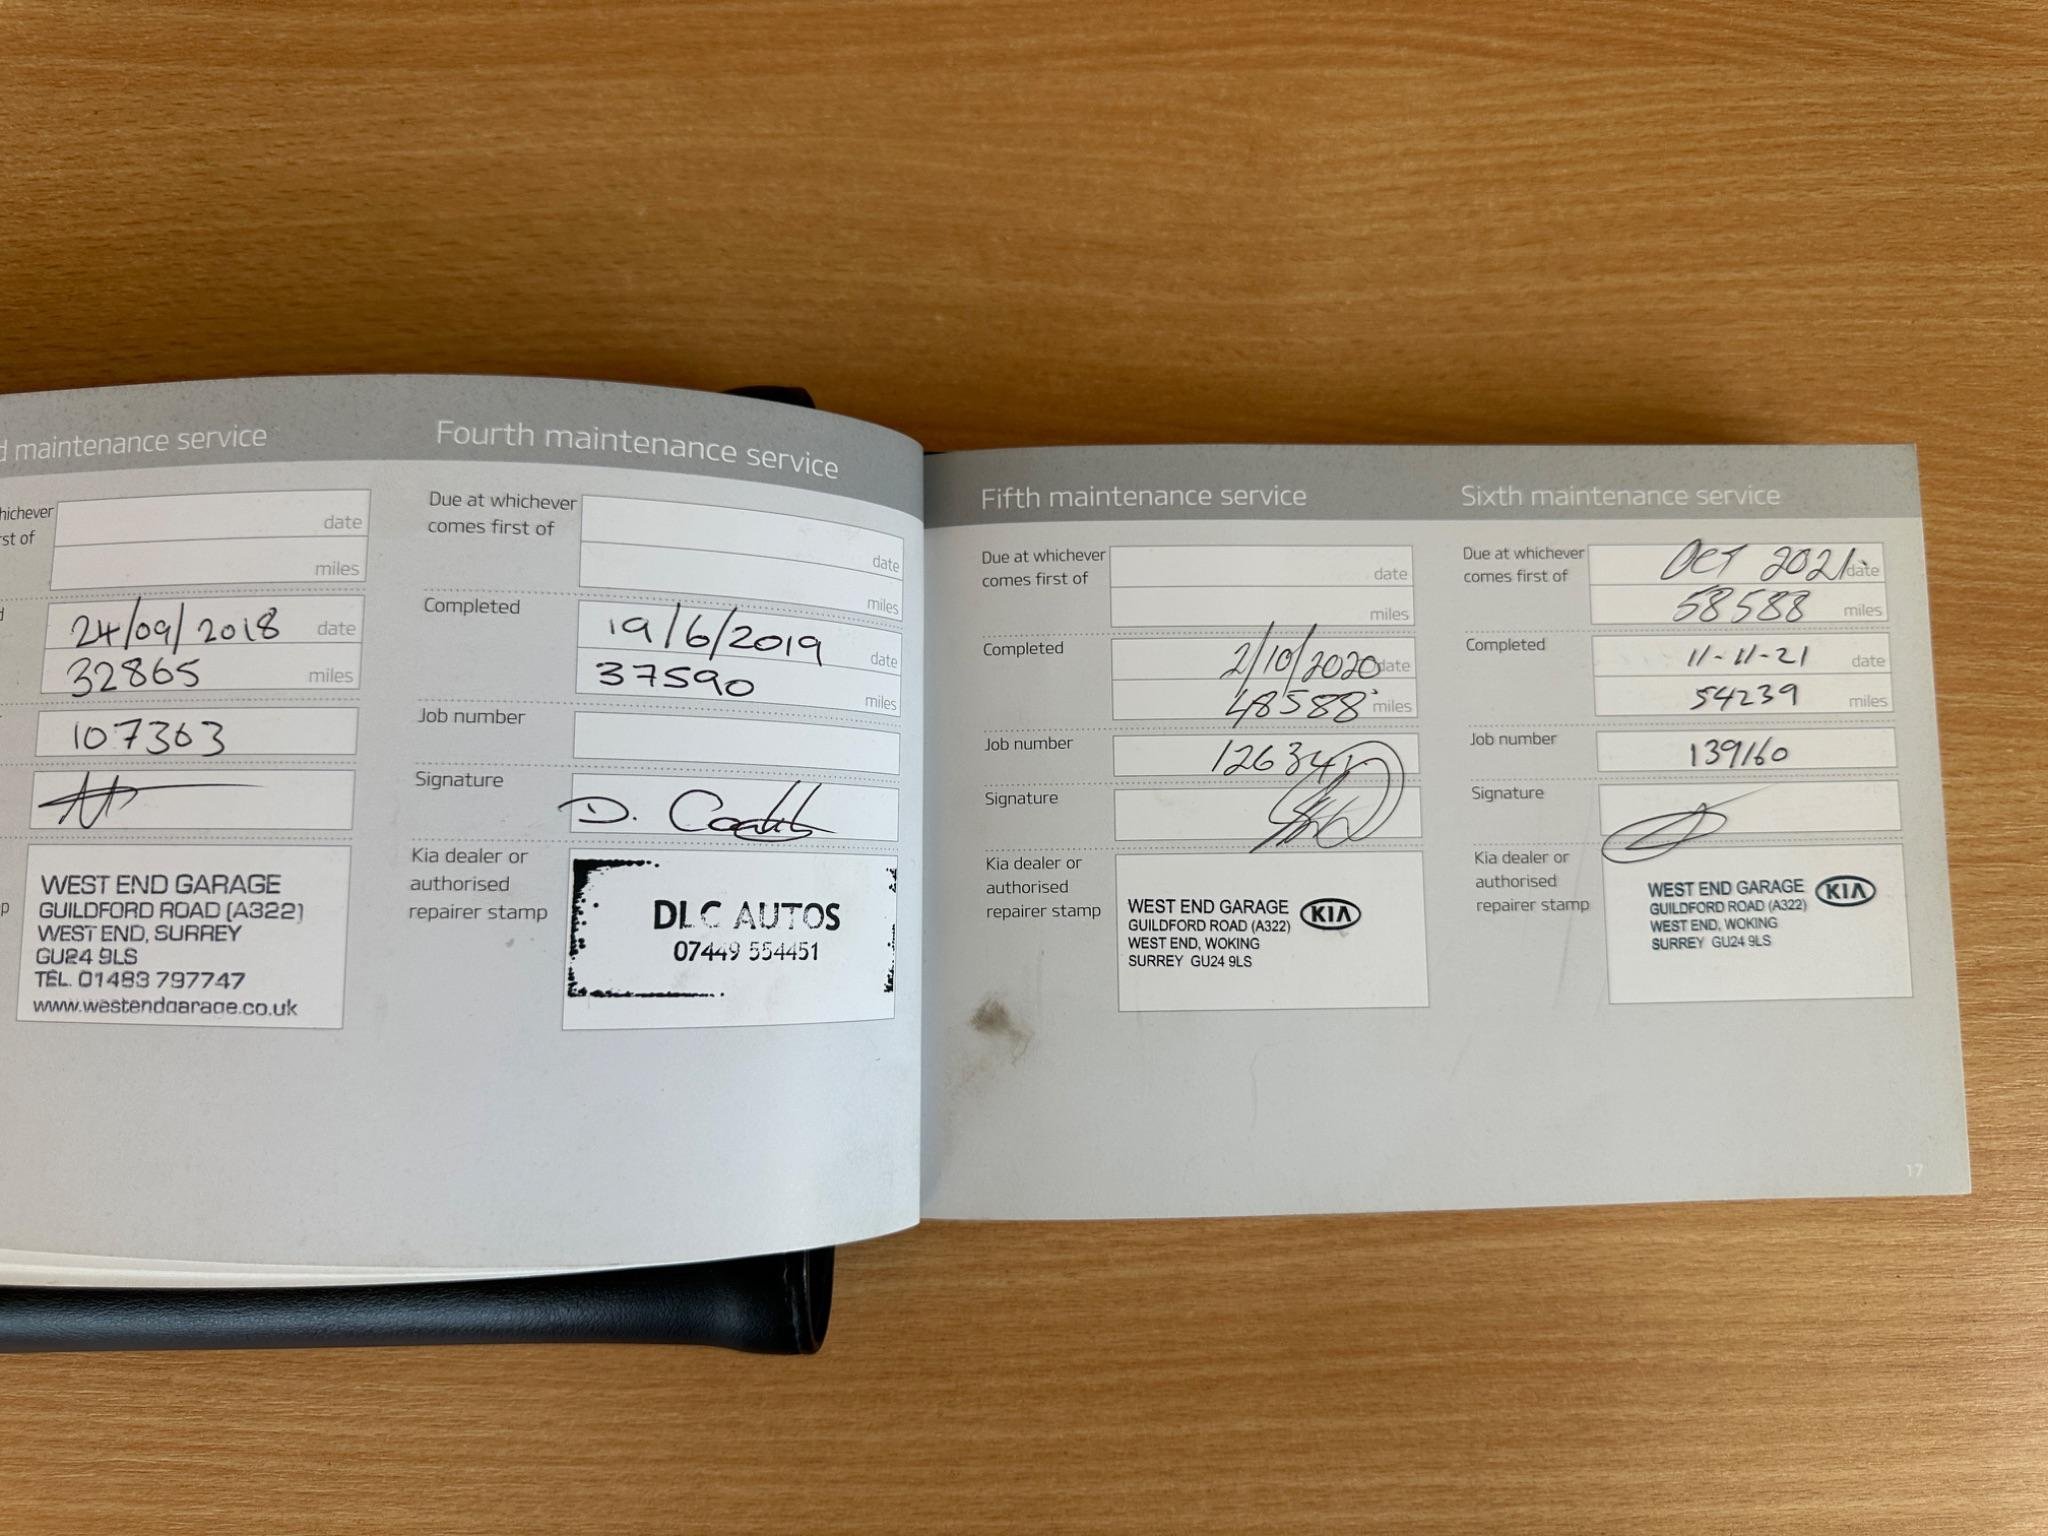 d maintenance service
hichever
rst of
date
miles
d
24/09/2018 date
32865 miles
107363
p
WEST END GARAGE
GUILDFORD ROAD (A322)
WEST END, SURREY
GU24 9LS
TEL. 01483 797747
www.westendgarage.co.uk
Fourth maintenance service
Due at whichever
comes first of
date
miles
Completed
19/6/2019 date
37590 miles
Job number
Signature
D.
Kia dealer or
authorised
repairer stamp
DLC AUTOS
07449 554451
Fifth maintenance service
Due at whichever
comes first of
date
miles
Completed
2/10/2020 date
48588 miles
Job number
Signature
Kia dealer or
authorised
repairer stamp
WEST END GARAGE KIA
GUILDFORD ROAD (A322)
WEST END, WOKING
SURREY GU24 9LS
Sixth maintenance service
Due at whichever
comes first of
OCT 2021 date
58588 miles
Completed
11-11-21 date
54239 miles
Job number
139160
Signature
Kia dealer or
authorised
repairer stamp
WEST END GARAGE KIA
GUILDFORD ROAD (A322)
WEST END, WOKING
SURREY GU24 9LS
17